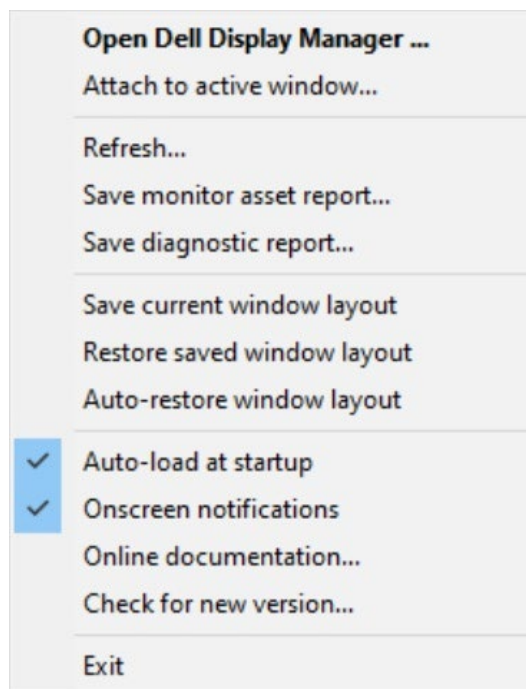 Open Dell Display Manager ...
Attach to active window...
Refresh...
Save monitor asset report...
Save diagnostic report...
Save current window layout
Restore saved window layout
Auto-restore window layout
Auto-load at startup
Onscreen notifications
Online documentation...
Check for new version...
Exit